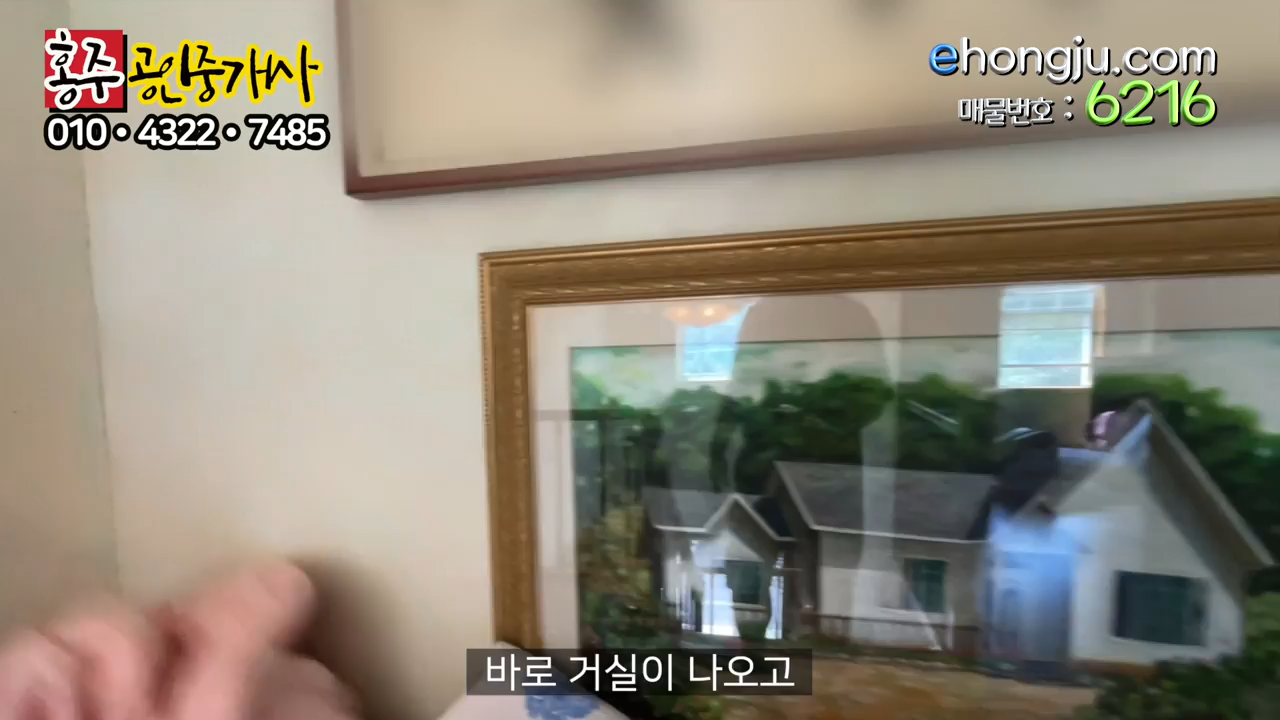 홍주 공인중개사
010・4322・7485
ehongju.com
매물번호 : 6216
바로 거실이 나오고